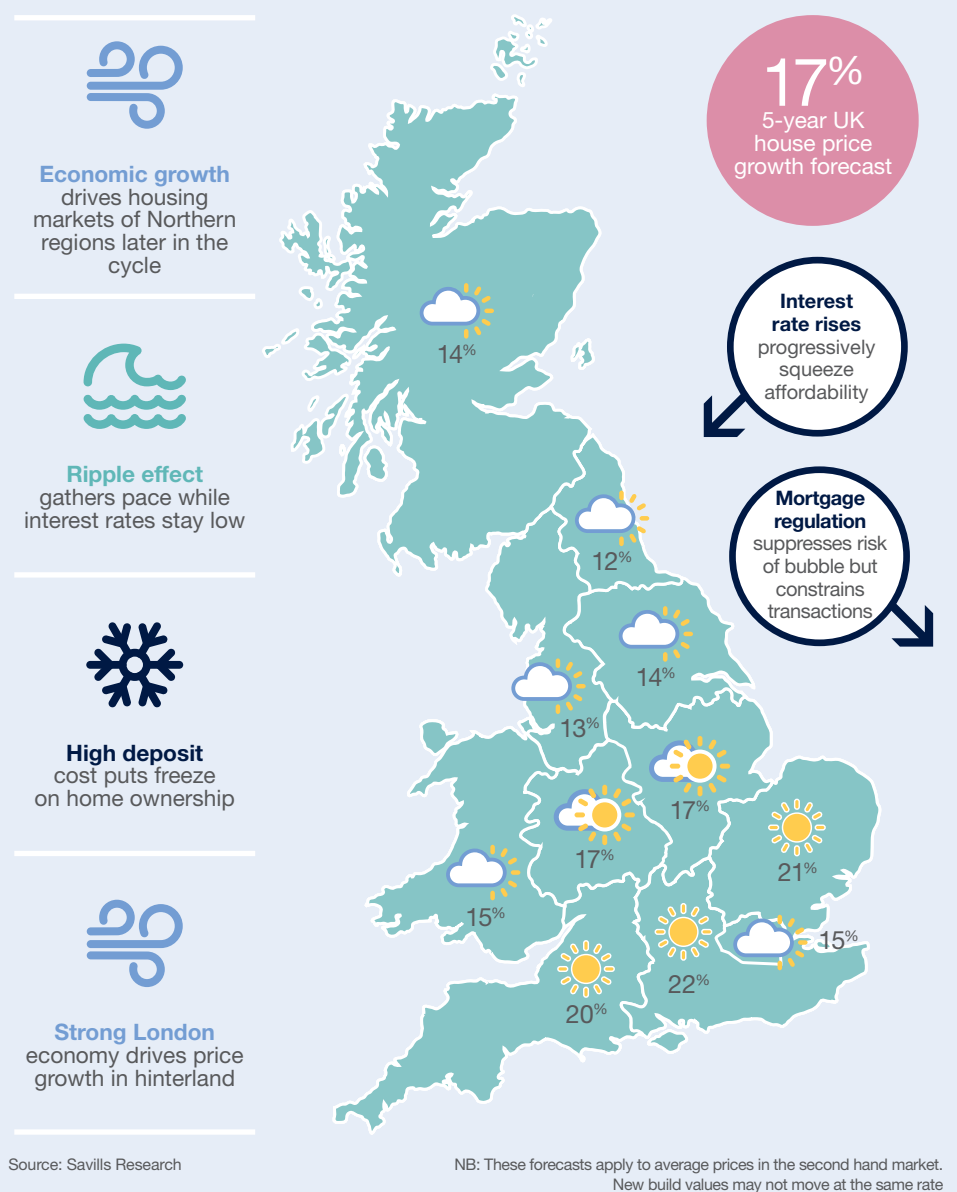 Economic growth
drives housing
markets of Northern
regions later in the
cycle
Ripple effect
gathers pace while
interest rates stay low
High deposit
cost puts freeze
on home ownership
Strong London
economy drives price
growth in hinterland
17%
5-year UK
house price
growth forecast
Interest
rate rises
progressively
squeeze
affordability
Mortgage
regulation
suppresses risk
of bubble but
constrains
transactions
14%
12%
14%
13%
17%
17%
21%
15%
15%
22%
20%
Source: Savills Research
NB: These forecasts apply to average prices in the second hand market.
New build values may not move at the same rate